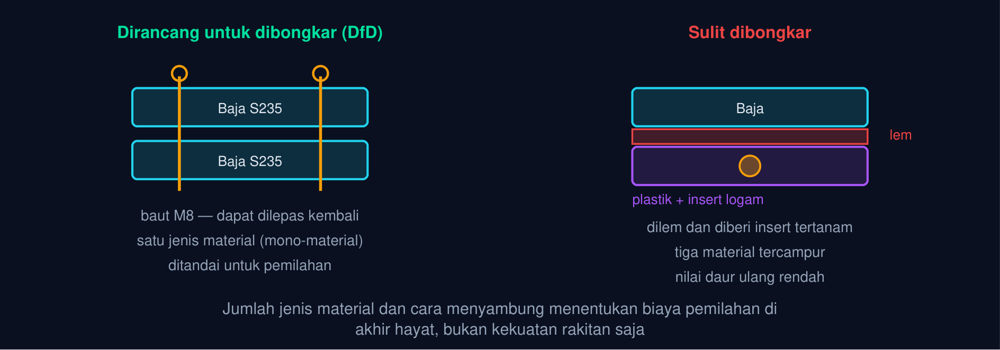 Dirancang untuk dibongkar (DfD)
Baja S235
Baja S235
baut M8 — dapat dilepas kembali
satu jenis material (mono-material)
ditandai untuk pemilahan
Sulit dibongkar
Baja
lem
plastik + insert logam
dilem dan diberi insert tertanam
tiga material tercampur
nilai daur ulang rendah
Jumlah jenis material dan cara menyambung menentukan biaya pemilahan di
akhir hayat, bukan kekuatan rakitan saja